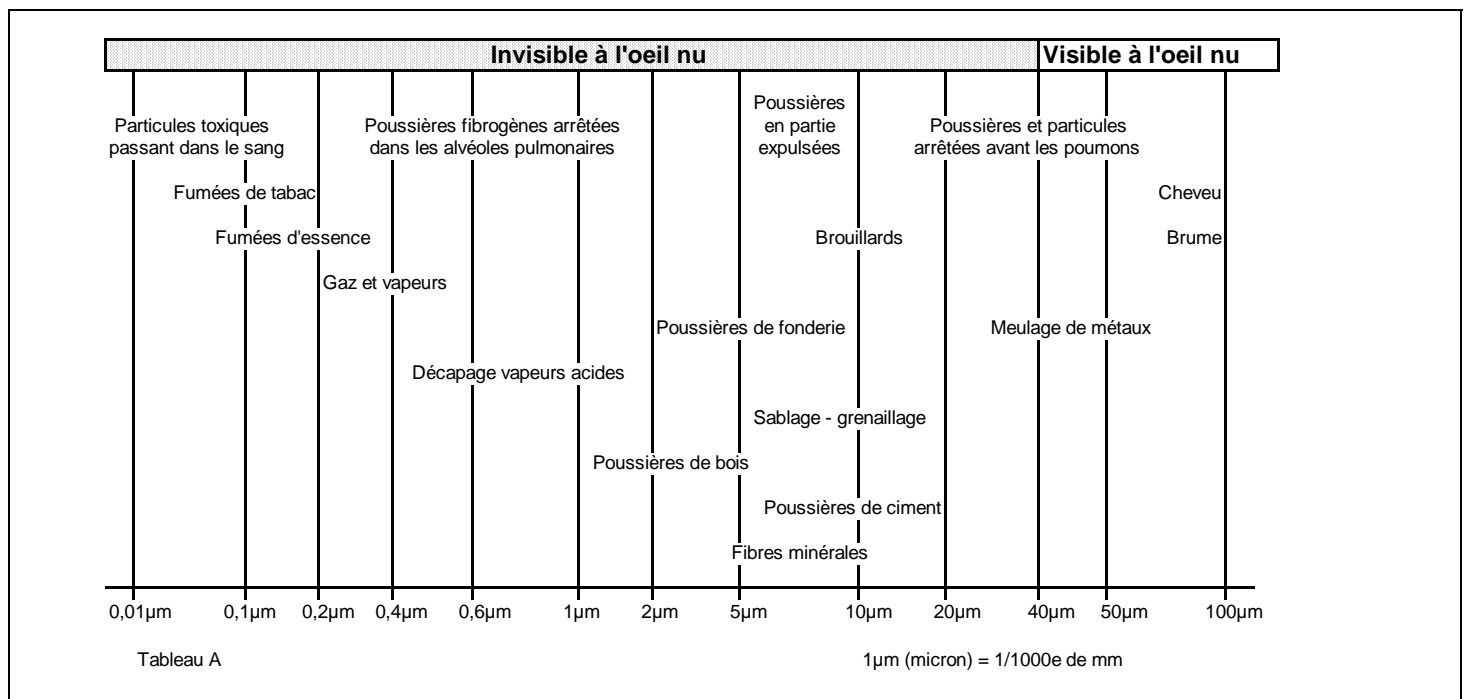 Invisible à l'oeil nu
Visible à l'oeil nu
Particules toxiques
passant dans le sang
Poussières fibrogènes arrêtées
dans les alvéoles pulmonaires
Poussières
en partie
expulsées
Poussières et particules
arrêtées avant les poumons
Fumées de tabac
Cheveu
Fumées d'essence
Brouillards
Brume
Gaz et vapeurs
Poussières de fonderie
Meulage de métaux
Décapage vapeurs acides
Sablage - grenaillage
Poussières de bois
Poussières de ciment
Fibres minérales
0,01µm 0,1µm 0,2µm 0,4µm 0,6µm 1µm 2µm 5µm 10µm 20µm 40µm 50µm 100µm
Tableau A
1µm (micron) = 1/1000e de mm